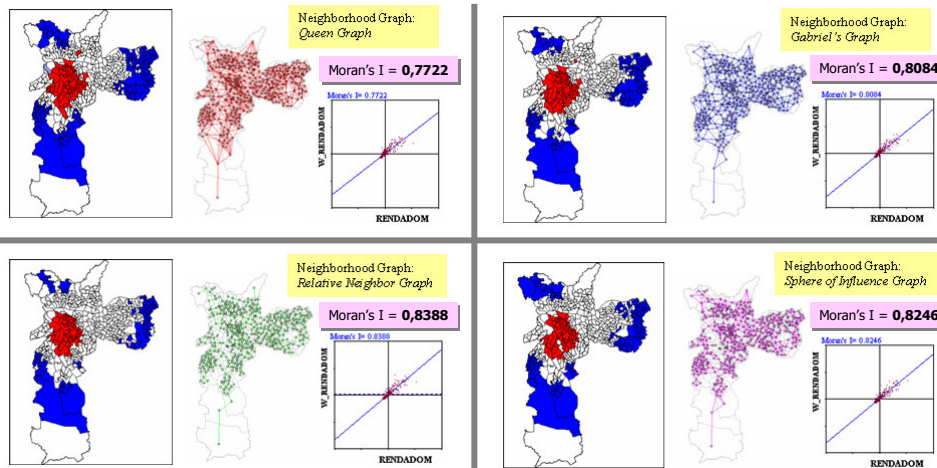 Neighborhood Graph:
Queen Graph
Moran's I = 0,7722
Moran's I= 0.7722
W_RENDADOM
RENDADOM
Neighborhood Graph:
Gabriel's Graph
Moran's I = 0,8084
Moran's I= 0.8084
W_RENDADOM
RENDADOM
Neighborhood Graph:
Relative Neighbor Graph
Moran's I = 0,8388
Moran's I= 0.8388
W_RENDADOM
RENDADOM
Neighborhood Graph:
Sphere of Influence Graph
Moran's I = 0,8246
Moran's I= 0.8246
W_RENDADOM
RENDADOM